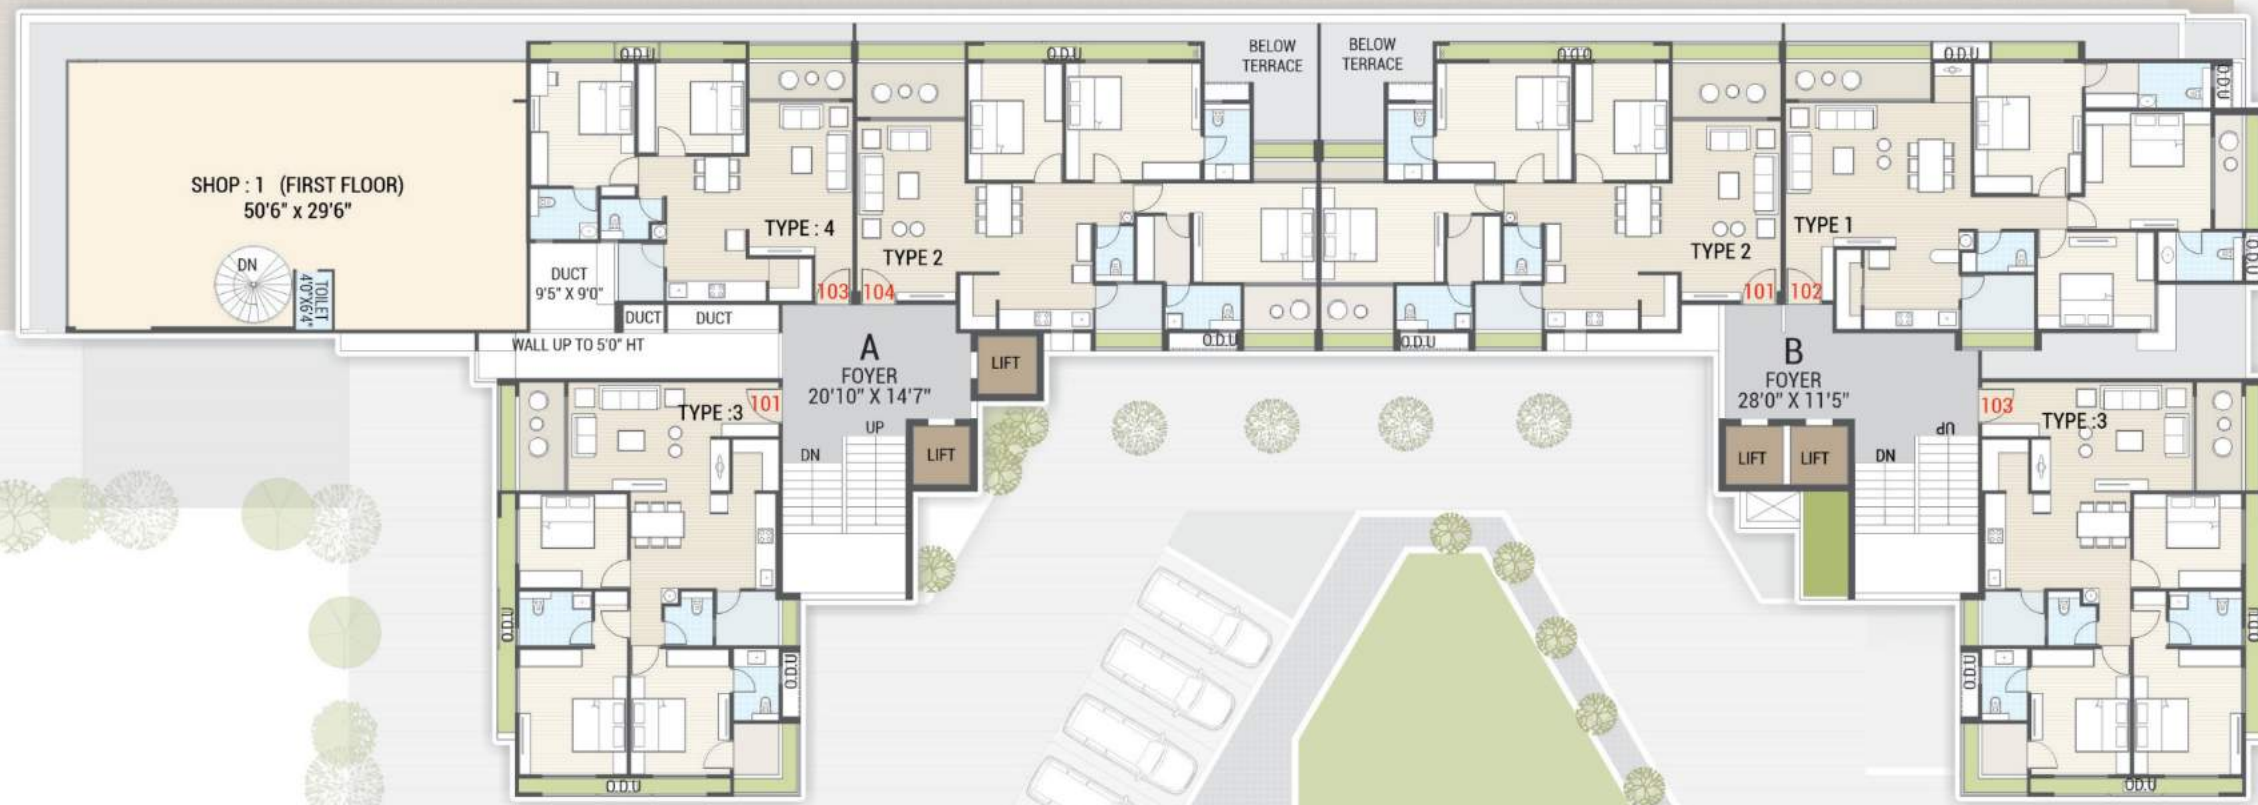 O.D.U
O.D.U
BELOW
TERRACE
BELOW
TERRACE
O.D.U
O.D.U
SHOP : 1 (FIRST FLOOR)
50'6" x 29'6"
DN
TOILET
4'0"X6'4"
DUCT
9'5" X 9'0"
DUCT
DUCT
WALL UP TO 5'0" HT
TYPE : 4
103
TYPE 2
104
O.D.U
O.D.U
TYPE 2
101
TYPE 1
102
O.D.U
O.D.U
A
FOYER
20'10" X 14'7"
LIFT
LIFT
UP
DN
TYPE :3
101
O.D.U
O.D.U
O.D.U
B
FOYER
28'0" X 11'5"
LIFT
LIFT
UP
DN
103
TYPE :3
O.D.U
O.D.U
OD.U